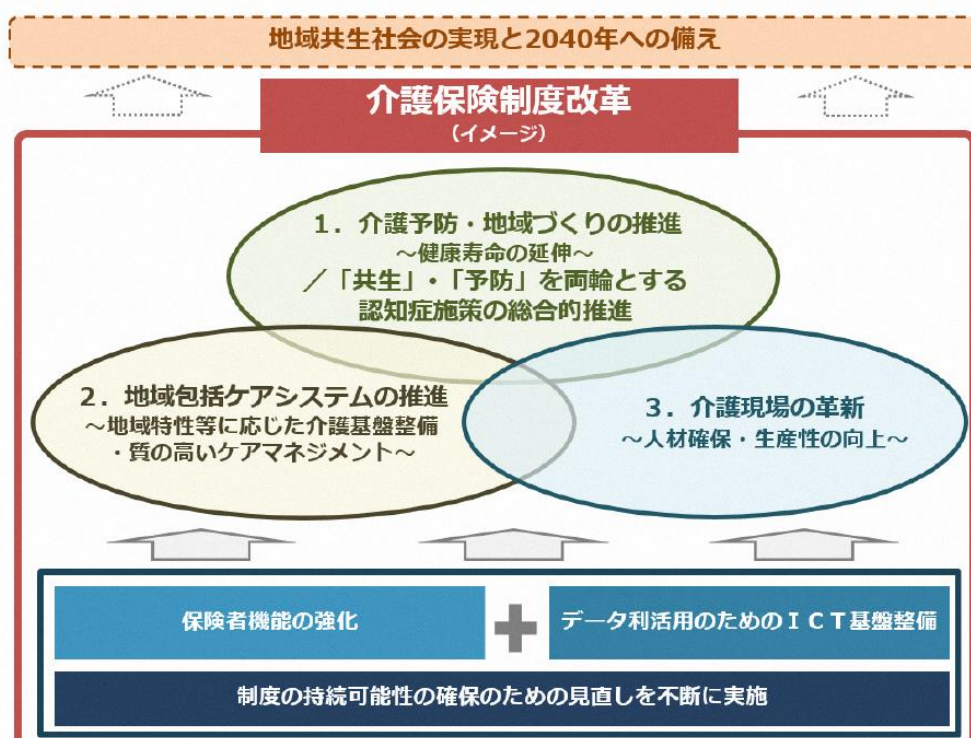 地域共生社会の実現と2040年への備え
介護保険制度改革
（イメージ）
1．介護予防・地域づくりの推進
～健康寿命の延伸～
／「共生」・「予防」を両輪とする
認知症施策の総合的推進
2．地域包括ケアシステムの推進
～地域特性等に応じた介護基盤整備
・質の高いケアマネジメント～
3．介護現場の革新
～人材確保・生産性の向上～
保険者機能の強化
＋
データ利活用のためのＩＣＴ基盤整備
制度の持続可能性の確保のための見直しを不断に実施